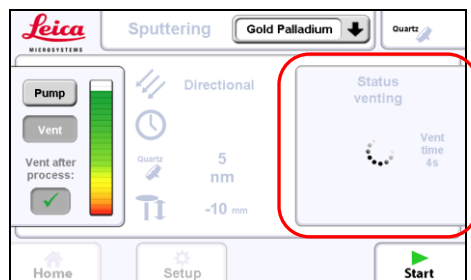 Leica
MICROSYSTEMS
Sputtering
Gold Palladium
Quartz
Pump
Vent
Vent after
process:
Directional
Quartz
5
nm
-10 mm
Status
venting
Vent
time
4s
Home
Setup
Start